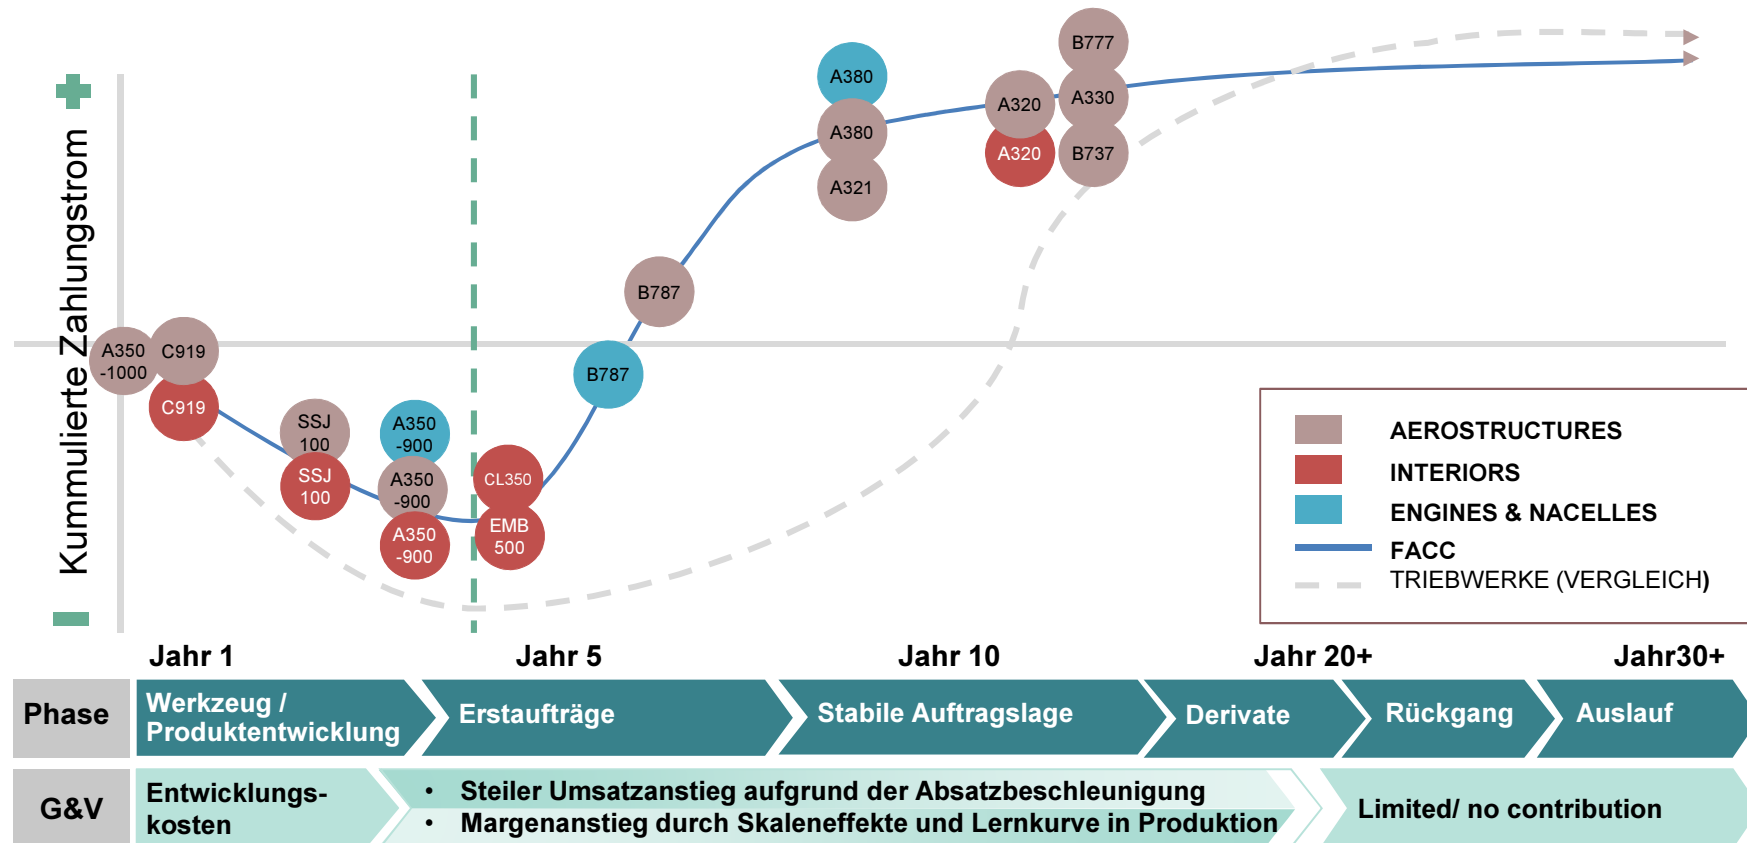 Kummulierte Zahlungstrom
A350
-1000
C919
C919
SSJ
100
SSJ
100
A350
-900
A350
-900
A350
-900
CL350
EMB
500
B787
B787
A380
A380
A321
A320
A320
B777
A330
B737
AEROSTRUCTURES
INTERIORS
ENGINES & NACELLES
FACC
TRIEBWERKE (VERGLEICH)
Jahr 1
Jahr 5
Jahr 10
Jahr 20+
Jahr30+
Phase
Werkzeug /
Produktentwicklung
Erstaufträge
Stabile Auftragslage
Derivate
Rückgang
Auslauf
G&V
Entwicklungs-
kosten
• Steiler Umsatzanstieg aufgrund der Absatzbeschleunigung
• Margenanstieg durch Skaleneffekte und Lernkurve in Produktion
Limited/ no contribution